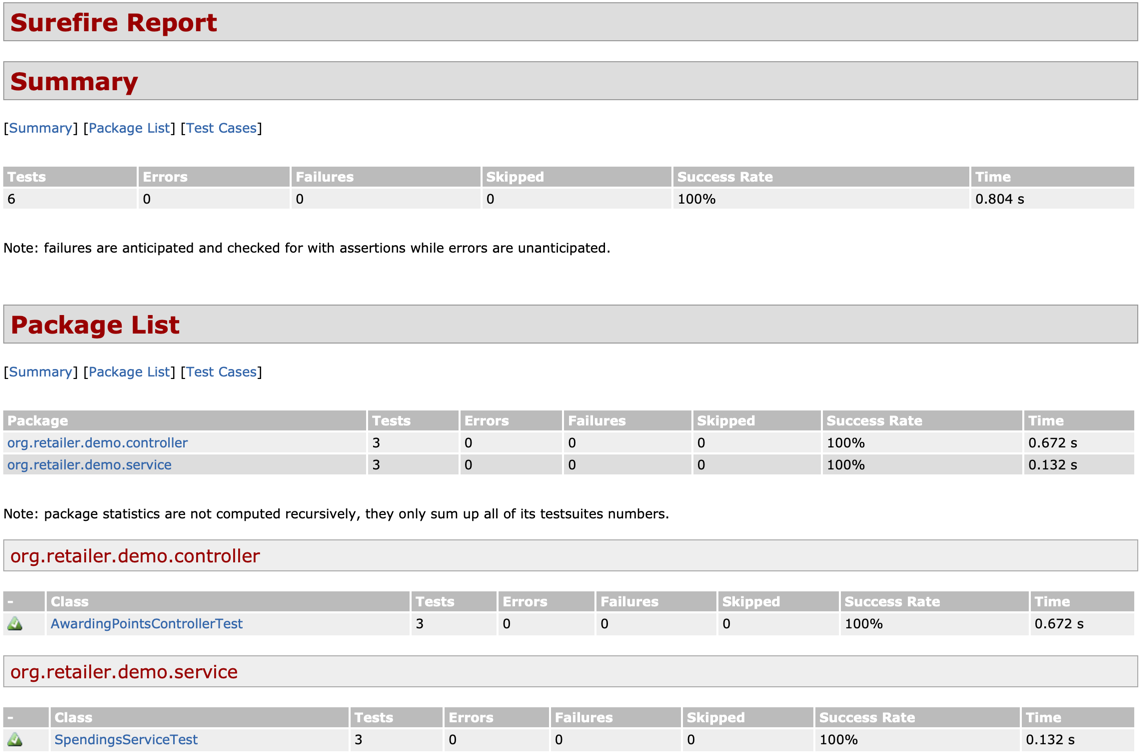 Surefire Report
Summary
[Summary] [Package List] [Test Cases]
Tests Errors Failures Skipped Success Rate Time
6 0 0 0 100% 0.804 s
Note: failures are anticipated and checked for with assertions while errors are unanticipated.
Package List
[Summary] [Package List] [Test Cases]
Package Tests Errors Failures Skipped Success Rate Time
org.retailer.demo.controller 3 0 0 0 100% 0.672 s
org.retailer.demo.service 3 0 0 0 100% 0.132 s
Note: package statistics are not computed recursively, they only sum up all of its testsuites numbers.
org.retailer.demo.controller
- Class Tests Errors Failures Skipped Success Rate Time
AwardingPointsControllerTest 3 0 0 0 100% 0.672 s
org.retailer.demo.service
- Class Tests Errors Failures Skipped Success Rate Time
SpendingsServiceTest 3 0 0 0 100% 0.132 s